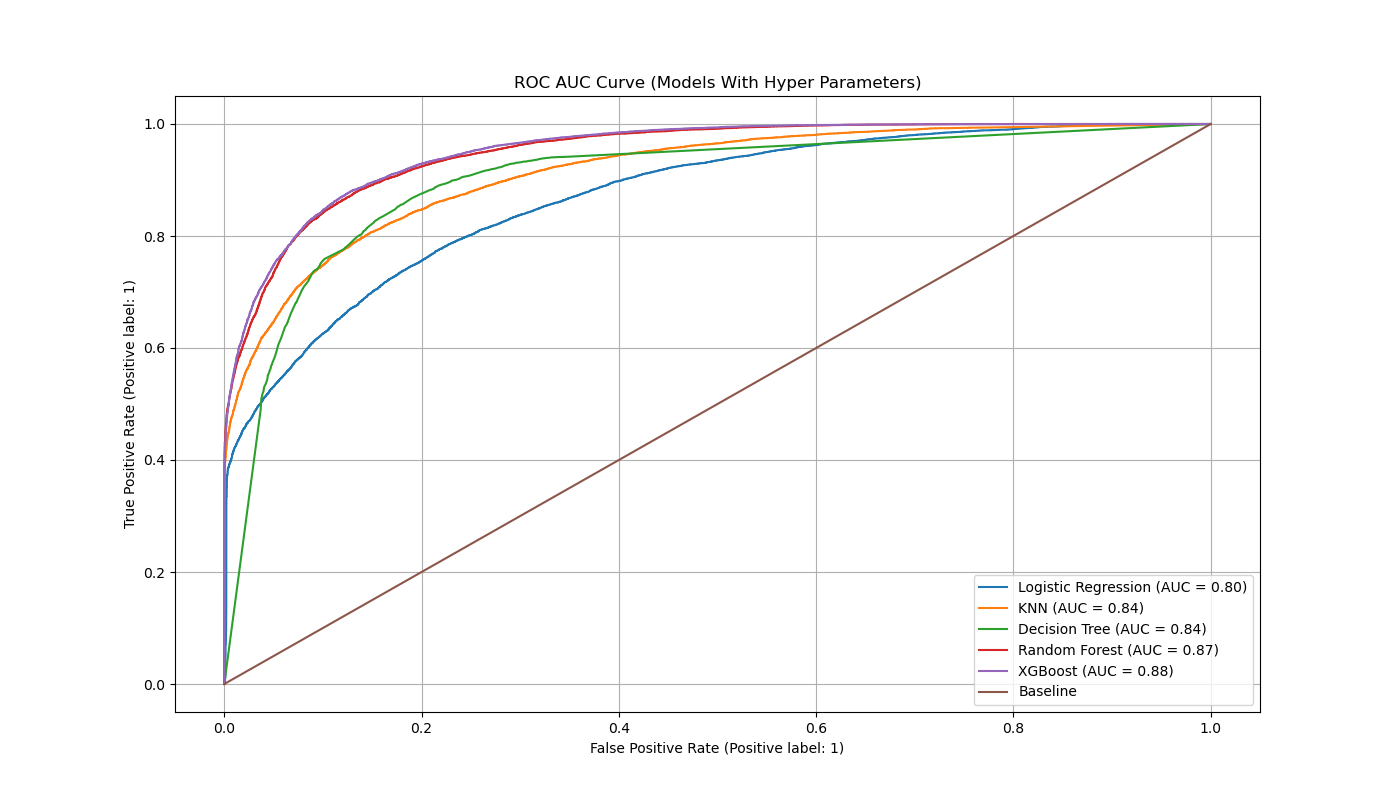 ROC AUC Curve (Models With Hyper Parameters)
1.0
0.8
0.6
0.4
0.2
0.0
True Positive Rate (Positive label: 1)
0.0 0.2 0.4 0.6 0.8 1.0
False Positive Rate (Positive label: 1)
Logistic Regression (AUC = 0.80)
KNN (AUC = 0.84)
Decision Tree (AUC = 0.84)
Random Forest (AUC = 0.87)
XGBoost (AUC = 0.88)
Baseline